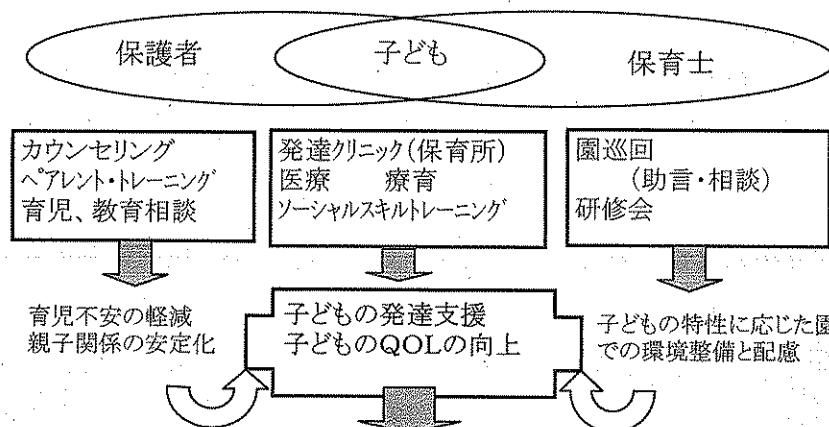 保護者
子ども
保育士
カウンセリング
ペアレント・トレーニング
育児、教育相談
発達クリニック(保育所)
医療　　療育
ソーシャルスキルトレーニング
園巡回
(助言・相談)
研修会
育児不安の軽減
親子関係の安定化
子どもの発達支援
子どものQOLの向上
子どもの特性に応じた園
での環境整備と配慮